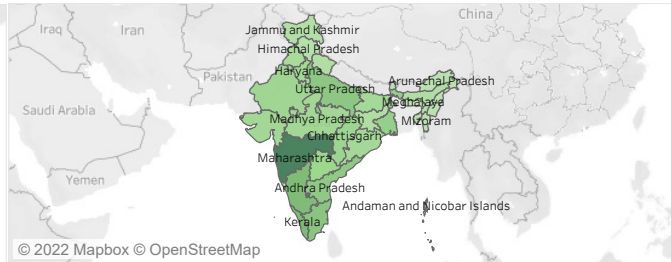 China
Jammu and Kashmir
Iraq
Iran
Himachal Pradesh
Haryana
Pakistan
Arunachal Pradesh
Uttar Pradesh
Meghalaya
Saudi Arabia
Madhya Pradesh
Mizoram
Chhattisgarh
Maharashtra
Yemen
Andhra Pradesh
Andaman and Nicobar Islands
Kerala
© 2022 Mapbox © OpenStreetMap